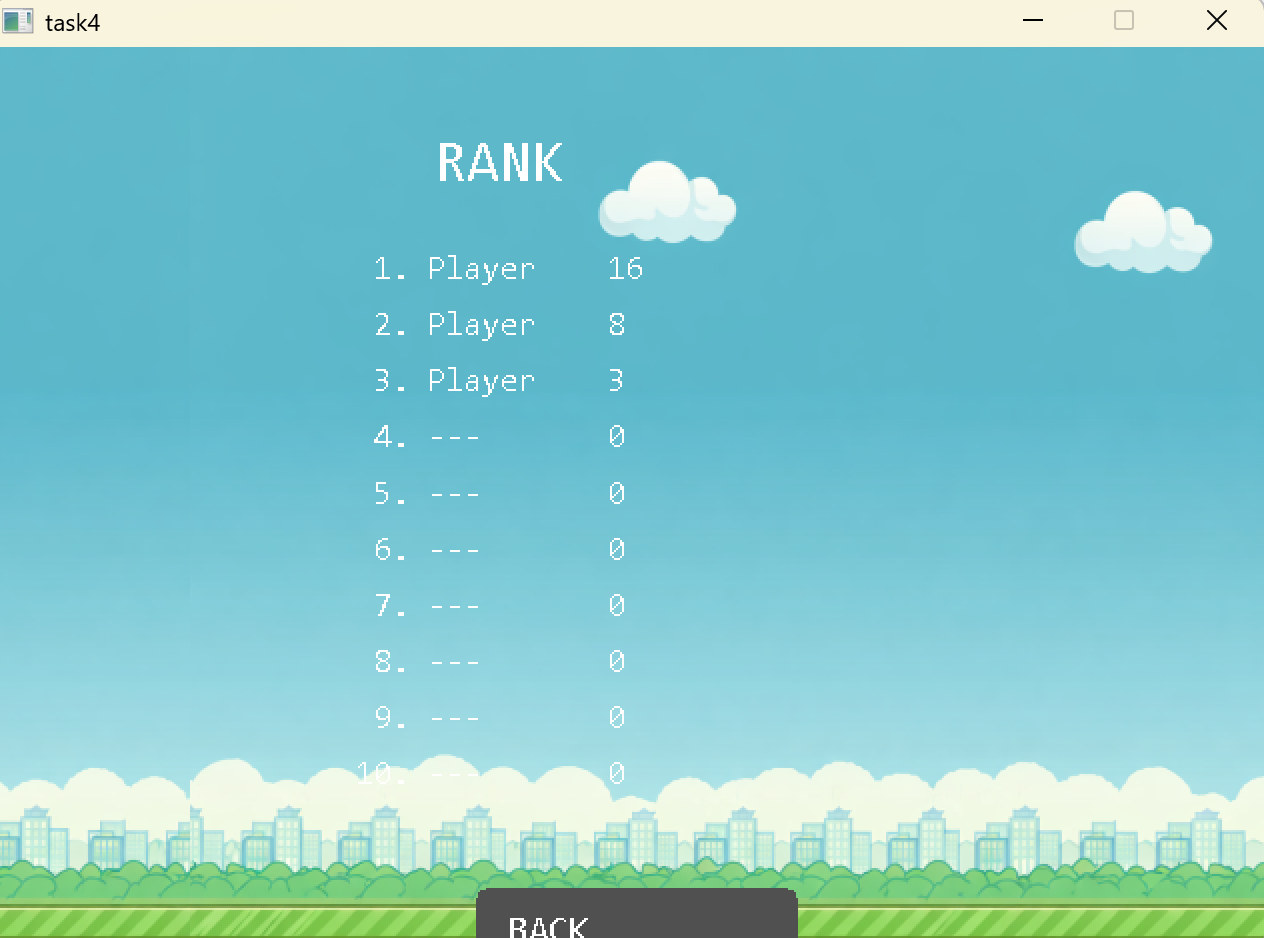 task4
RANK
1. Player 16
2. Player 8
3. Player 3
4. --- 0
5. --- 0
6. --- 0
7. --- 0
8. --- 0
9. --- 0
10. --- 0
BACK